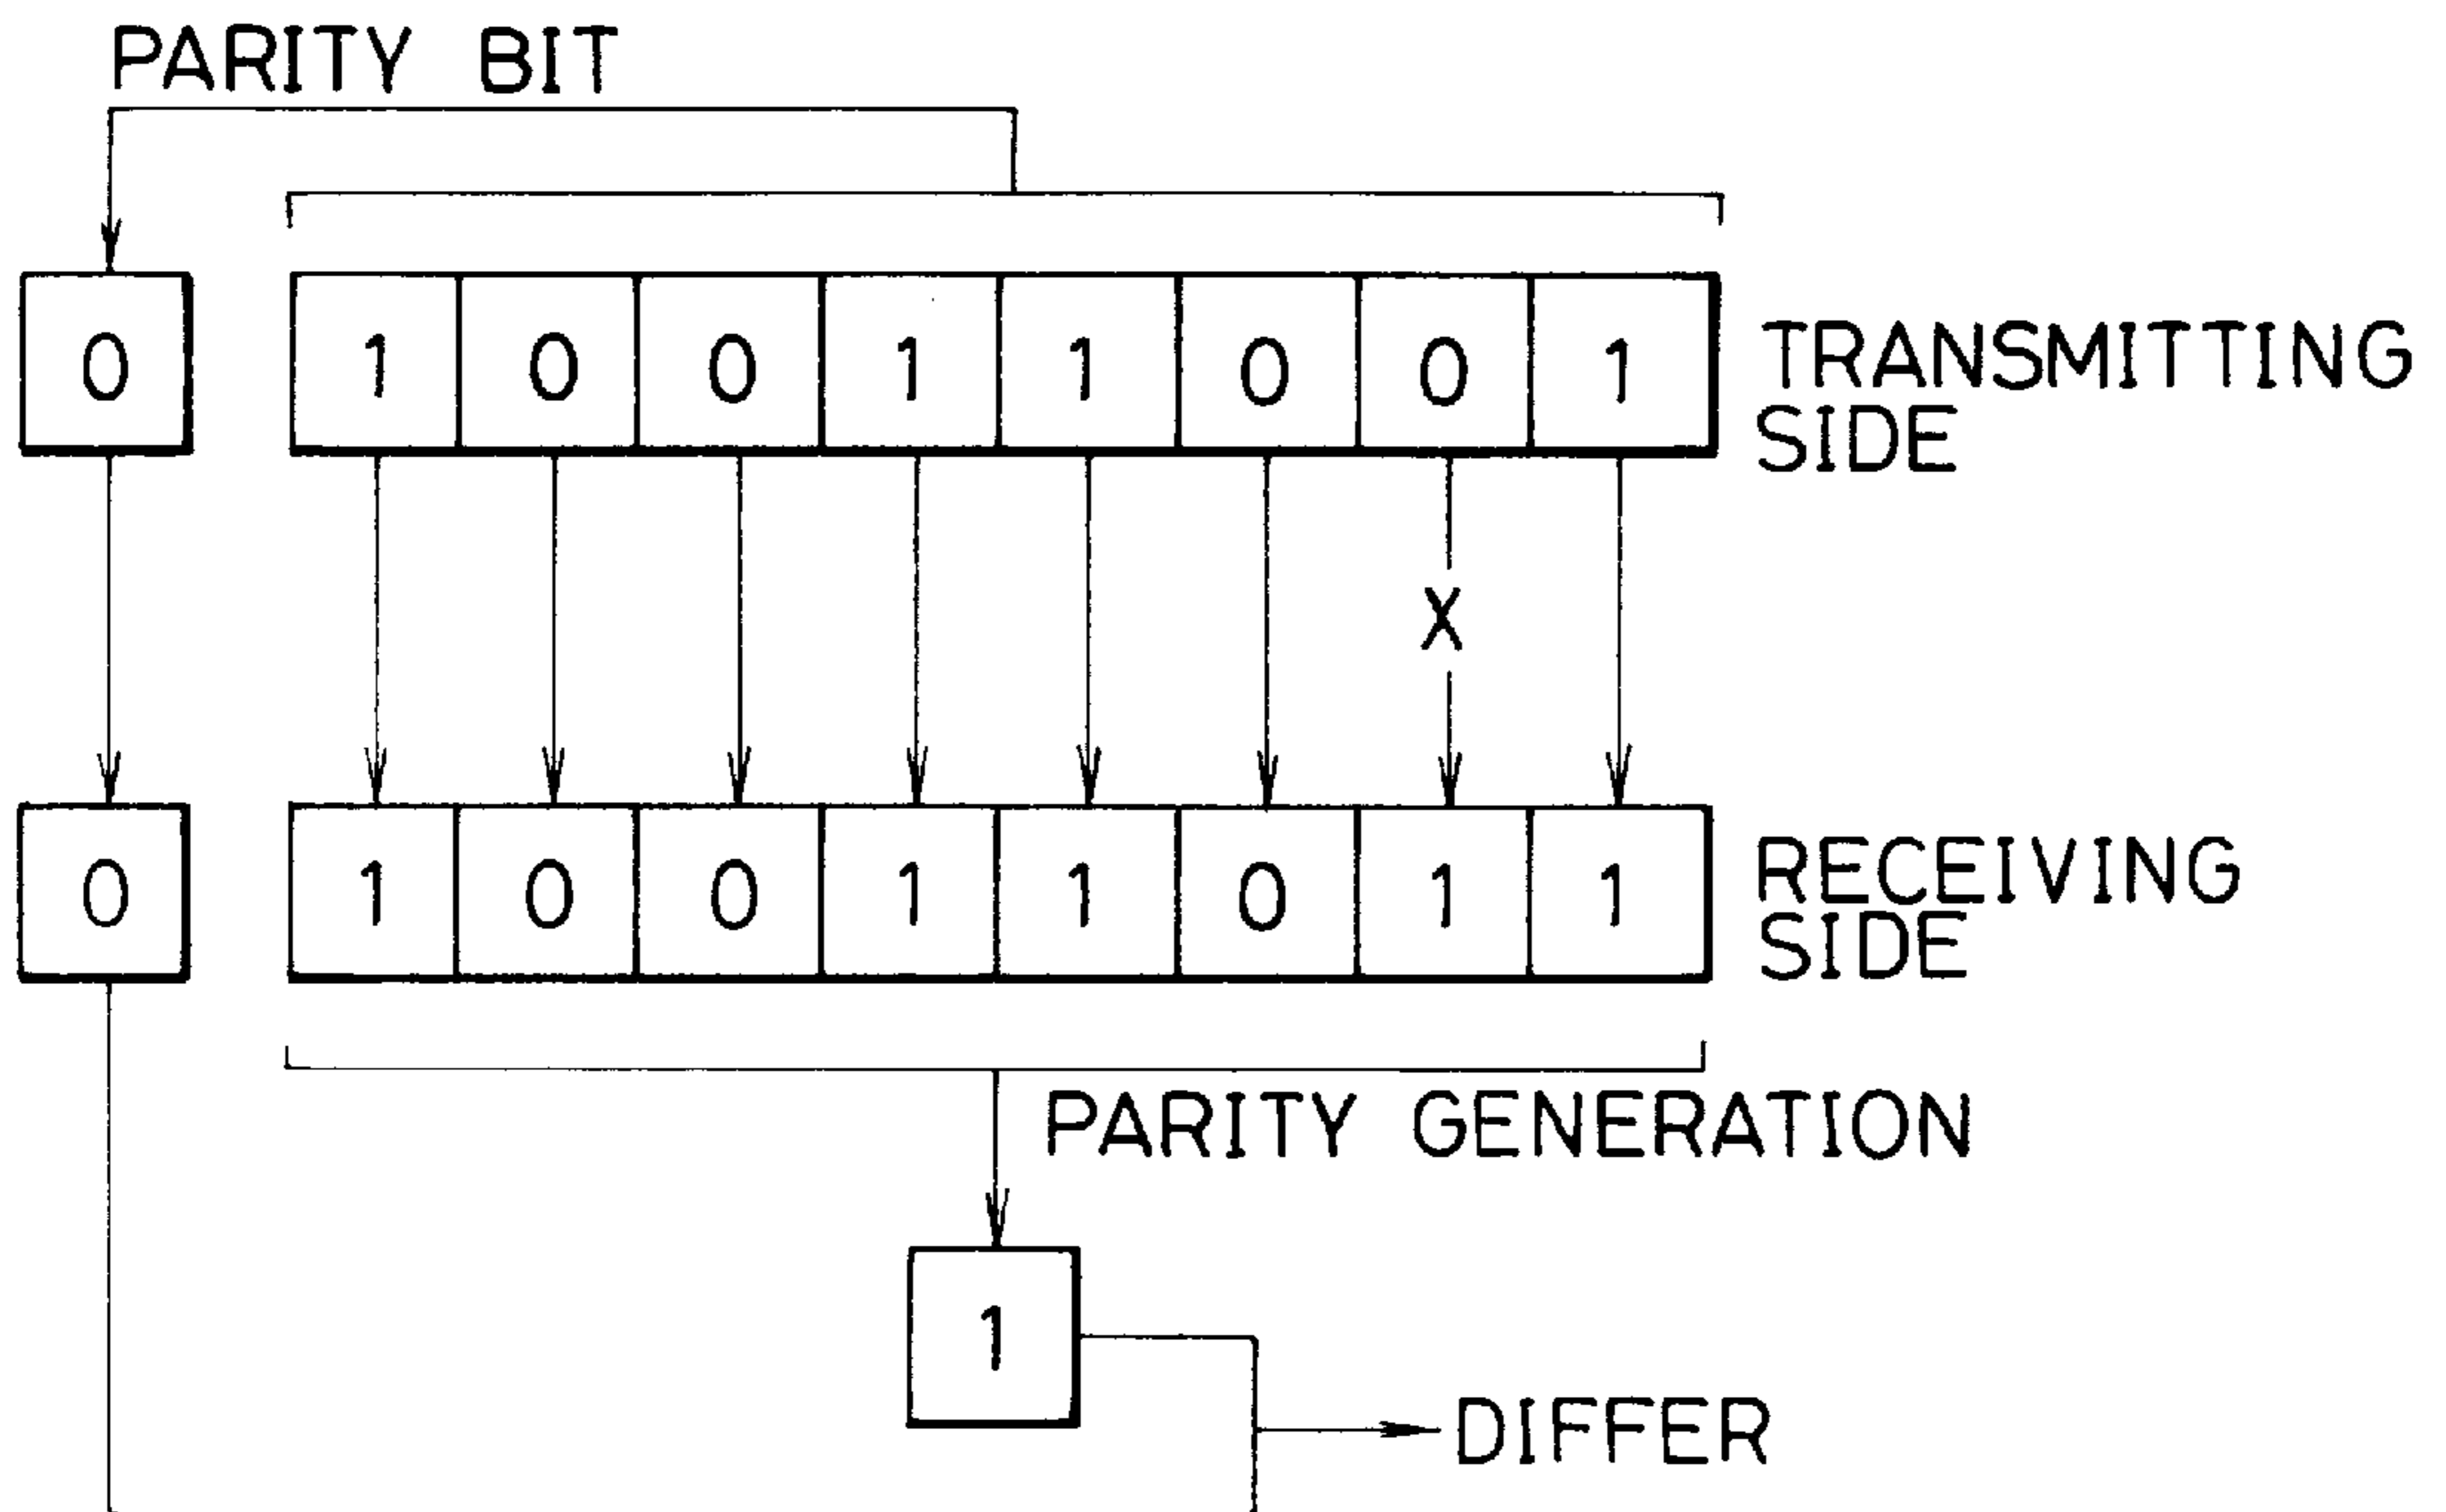 PARITY BIT
0 1 0 0 1 1 0 0 1
TRANSMITTING
SIDE
X
0 1 0 0 1 1 0 1 1
RECEIVING
SIDE
PARITY GENERATION
1
DIFFER